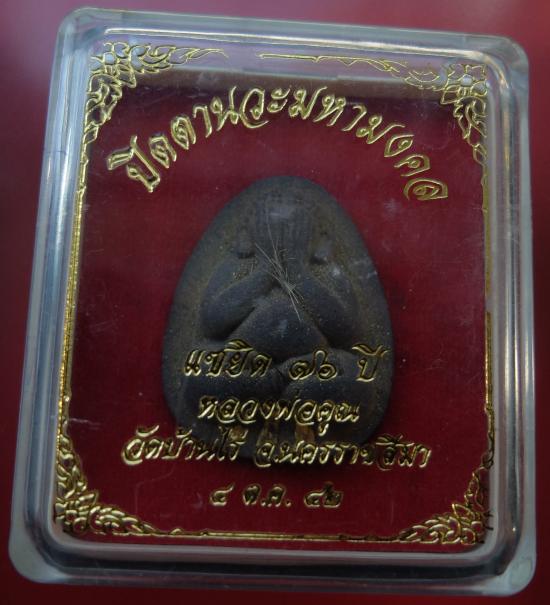 ปิดตานวะมหามงคล
แซยิด ๗๖ ปี
หลวงพ่อคูณ
วัดบ้านไร่ จ.นครราชสีมา
๔ ต.ค. ๔๒